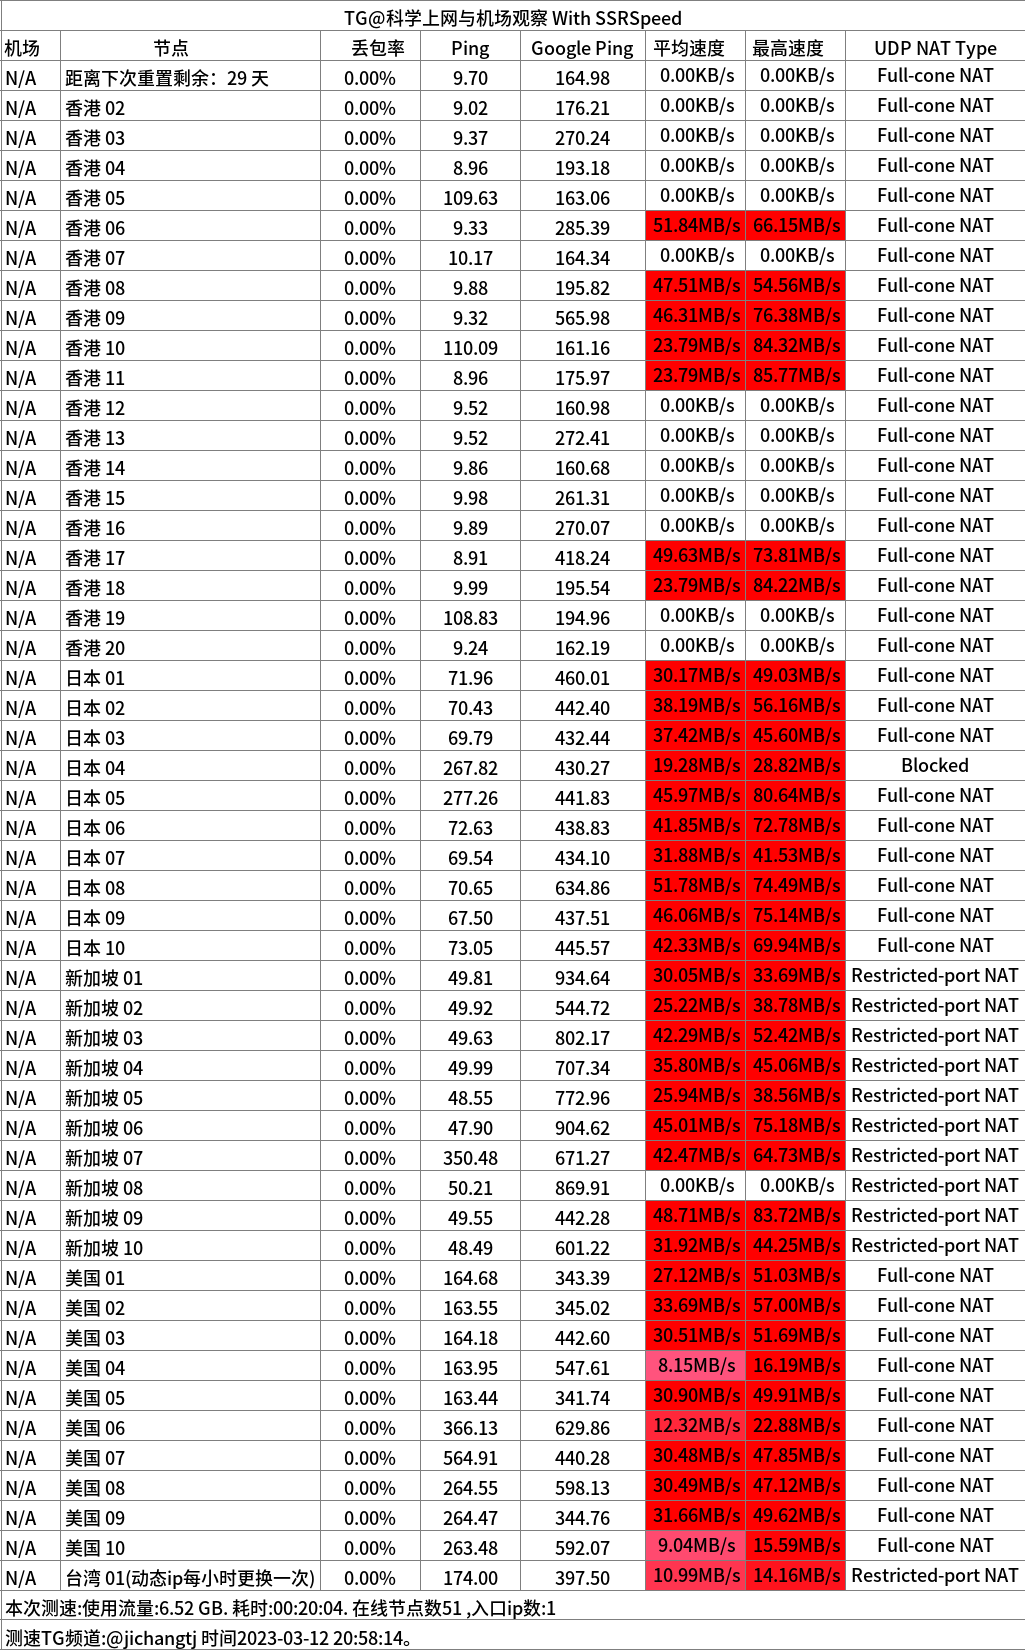 TG@科学上网与机场观察 With SSRSpeed
机场 节点 丢包率 Ping Google Ping 平均速度 最高速度 UDP NAT Type
N/A 距离下次重置剩余：29 天 0.00% 9.70 164.98 0.00KB/s 0.00KB/s Full-cone NAT
N/A 香港 02 0.00% 9.02 176.21 0.00KB/s 0.00KB/s Full-cone NAT
N/A 香港 03 0.00% 9.37 270.24 0.00KB/s 0.00KB/s Full-cone NAT
N/A 香港 04 0.00% 8.96 193.18 0.00KB/s 0.00KB/s Full-cone NAT
N/A 香港 05 0.00% 109.63 163.06 0.00KB/s 0.00KB/s Full-cone NAT
N/A 香港 06 0.00% 9.33 285.39 51.84MB/s 66.15MB/s Full-cone NAT
N/A 香港 07 0.00% 10.17 164.34 0.00KB/s 0.00KB/s Full-cone NAT
N/A 香港 08 0.00% 9.88 195.82 47.51MB/s 54.56MB/s Full-cone NAT
N/A 香港 09 0.00% 9.32 565.98 46.31MB/s 76.38MB/s Full-cone NAT
N/A 香港 10 0.00% 110.09 161.16 23.79MB/s 84.32MB/s Full-cone NAT
N/A 香港 11 0.00% 8.96 175.97 23.79MB/s 85.77MB/s Full-cone NAT
N/A 香港 12 0.00% 9.52 160.98 0.00KB/s 0.00KB/s Full-cone NAT
N/A 香港 13 0.00% 9.52 272.41 0.00KB/s 0.00KB/s Full-cone NAT
N/A 香港 14 0.00% 9.86 160.68 0.00KB/s 0.00KB/s Full-cone NAT
N/A 香港 15 0.00% 9.98 261.31 0.00KB/s 0.00KB/s Full-cone NAT
N/A 香港 16 0.00% 9.89 270.07 0.00KB/s 0.00KB/s Full-cone NAT
N/A 香港 17 0.00% 8.91 418.24 49.63MB/s 73.81MB/s Full-cone NAT
N/A 香港 18 0.00% 9.99 195.54 23.79MB/s 84.22MB/s Full-cone NAT
N/A 香港 19 0.00% 108.83 194.96 0.00KB/s 0.00KB/s Full-cone NAT
N/A 香港 20 0.00% 9.24 162.19 0.00KB/s 0.00KB/s Full-cone NAT
N/A 日本 01 0.00% 71.96 460.01 30.17MB/s 49.03MB/s Full-cone NAT
N/A 日本 02 0.00% 70.43 442.40 38.19MB/s 56.16MB/s Full-cone NAT
N/A 日本 03 0.00% 69.79 432.44 37.42MB/s 45.60MB/s Full-cone NAT
N/A 日本 04 0.00% 267.82 430.27 19.28MB/s 28.82MB/s Blocked
N/A 日本 05 0.00% 277.26 441.83 45.97MB/s 80.64MB/s Full-cone NAT
N/A 日本 06 0.00% 72.63 438.83 41.85MB/s 72.78MB/s Full-cone NAT
N/A 日本 07 0.00% 69.54 434.10 31.88MB/s 41.53MB/s Full-cone NAT
N/A 日本 08 0.00% 70.65 634.86 51.78MB/s 74.49MB/s Full-cone NAT
N/A 日本 09 0.00% 67.50 437.51 46.06MB/s 75.14MB/s Full-cone NAT
N/A 日本 10 0.00% 73.05 445.57 42.33MB/s 69.94MB/s Full-cone NAT
N/A 新加坡 01 0.00% 49.81 934.64 30.05MB/s 33.69MB/s Restricted-port NAT
N/A 新加坡 02 0.00% 49.92 544.72 25.22MB/s 38.78MB/s Restricted-port NAT
N/A 新加坡 03 0.00% 49.63 802.17 42.29MB/s 52.42MB/s Restricted-port NAT
N/A 新加坡 04 0.00% 49.99 707.34 35.80MB/s 45.06MB/s Restricted-port NAT
N/A 新加坡 05 0.00% 48.55 772.96 25.94MB/s 38.56MB/s Restricted-port NAT
N/A 新加坡 06 0.00% 47.90 904.62 45.01MB/s 75.18MB/s Restricted-port NAT
N/A 新加坡 07 0.00% 350.48 671.27 42.47MB/s 64.73MB/s Restricted-port NAT
N/A 新加坡 08 0.00% 50.21 869.91 0.00KB/s 0.00KB/s Restricted-port NAT
N/A 新加坡 09 0.00% 49.55 442.28 48.71MB/s 83.72MB/s Restricted-port NAT
N/A 新加坡 10 0.00% 48.49 601.22 31.92MB/s 44.25MB/s Restricted-port NAT
N/A 美国 01 0.00% 164.68 343.39 27.12MB/s 51.03MB/s Full-cone NAT
N/A 美国 02 0.00% 163.55 345.02 33.69MB/s 57.00MB/s Full-cone NAT
N/A 美国 03 0.00% 164.18 442.60 30.51MB/s 51.69MB/s Full-cone NAT
N/A 美国 04 0.00% 163.95 547.61 8.15MB/s 16.19MB/s Full-cone NAT
N/A 美国 05 0.00% 163.44 341.74 30.90MB/s 49.91MB/s Full-cone NAT
N/A 美国 06 0.00% 366.13 629.86 12.32MB/s 22.88MB/s Full-cone NAT
N/A 美国 07 0.00% 564.91 440.28 30.48MB/s 47.85MB/s Full-cone NAT
N/A 美国 08 0.00% 264.55 598.13 30.49MB/s 47.12MB/s Full-cone NAT
N/A 美国 09 0.00% 264.47 344.76 31.66MB/s 49.62MB/s Full-cone NAT
N/A 美国 10 0.00% 263.48 592.07 9.04MB/s 15.59MB/s Full-cone NAT
N/A 台湾 01(动态ip每小时更换一次) 0.00% 174.00 397.50 10.99MB/s 14.16MB/s Restricted-port NAT
本次测速:使用流量:6.52 GB. 耗时:00:20:04. 在线节点数51 ,入口ip数:1
测速TG频道:@jichangtj 时间2023-03-12 20:58:14。